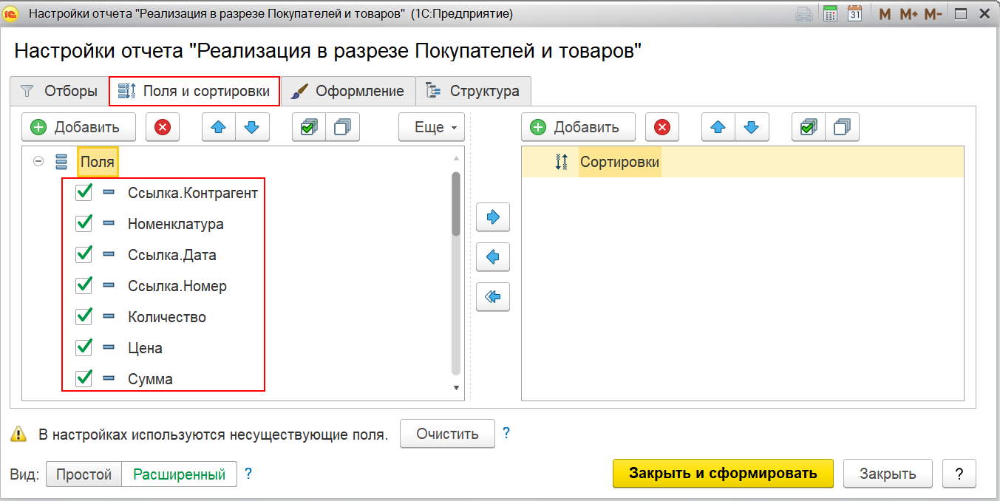 Настройки отчета "Реализация в разрезе Покупателей и товаров" (1С:Предприятие)
31 M M+ M-
Настройки отчета "Реализация в разрезе Покупателей и товаров"
Отборы Поля и сортировки Оформление Структура
Добавить Еще Добавить
Поля Сортировки
Ссылка.Контрагент
Номенклатура
Ссылка.Дата
Ссылка.Номер
Количество
Цена
Сумма
В настройках используются несуществующие поля. Очистить ?
Вид: Простой Расширенный ? Закрыть и сформировать Закрыть ?